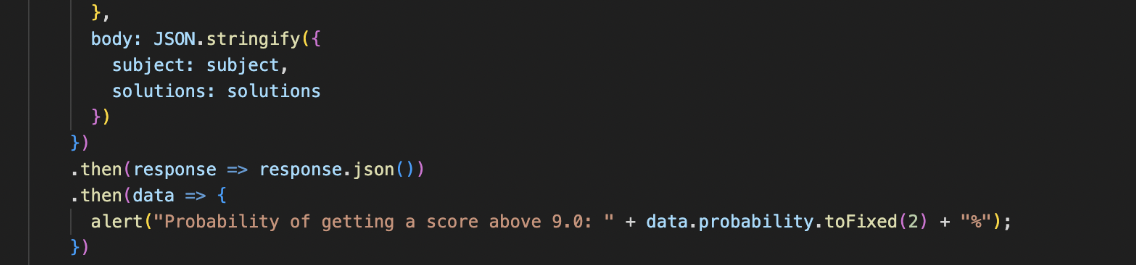 },
body: JSON.stringify({
subject: subject,
solutions: solutions
})
})
.then(response => response.json())
.then(data => {
alert("Probability of getting a score above 9.0: " + data.probability.toFixed(2) + "%");
})